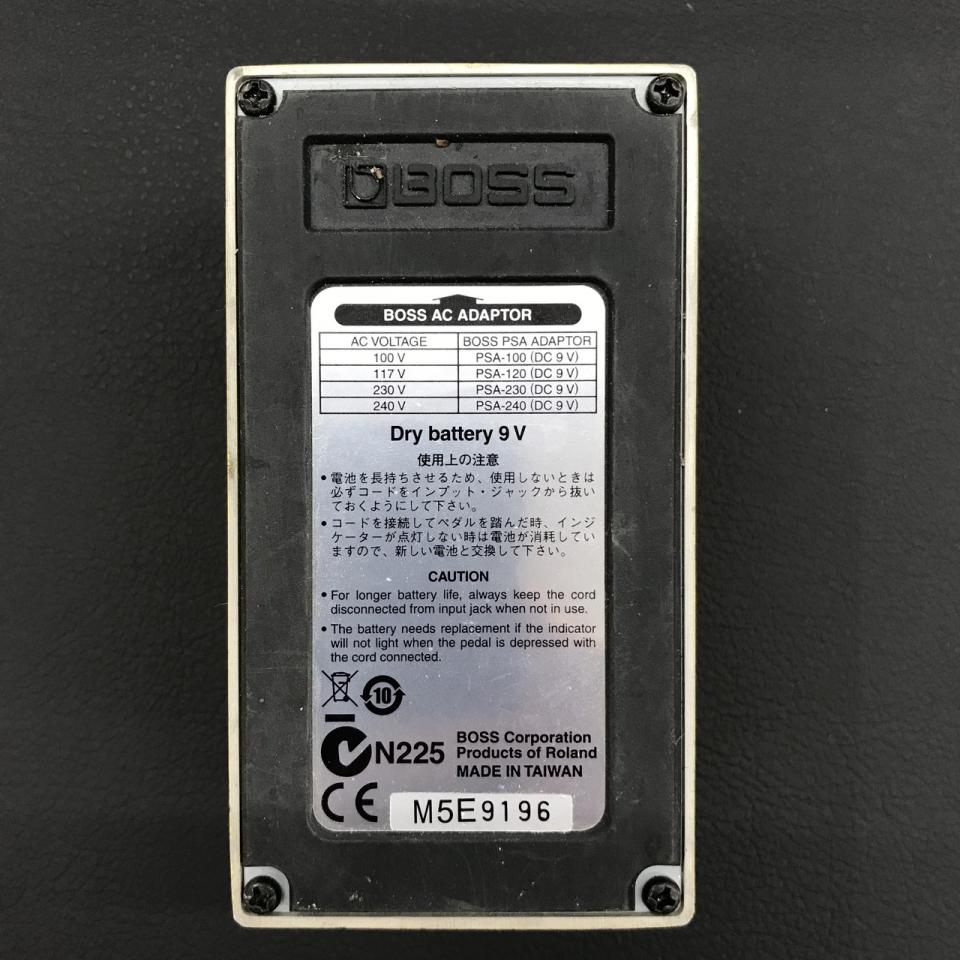 BOSS
BOSS AC ADAPTOR
AC VOLTAGE BOSS PSA ADAPTOR
100 V PSA-100 (DC 9 V)
117 V PSA-120 (DC 9 V)
230 V PSA-230 (DC 9 V)
240 V PSA-240 (DC 9 V)
Dry battery 9 V
使用上の注意
• 電池を長持ちさせるため、使用しないときは
必ずコードをインプット・ジャックから抜い
ておくようにして下さい。
• コードを接続してペダルを踏んだ時、インジ
ケーターが点灯しない時は電池が消耗してい
ますので、新しい電池と交換して下さい。
CAUTION
• For longer battery life, always keep the cord
disconnected from input jack when not in use.
• The battery needs replacement if the indicator
will not light when the pedal is depressed with
the cord connected.
10
N225
BOSS Corporation
Products of Roland
MADE IN TAIWAN
CE
M5E9196